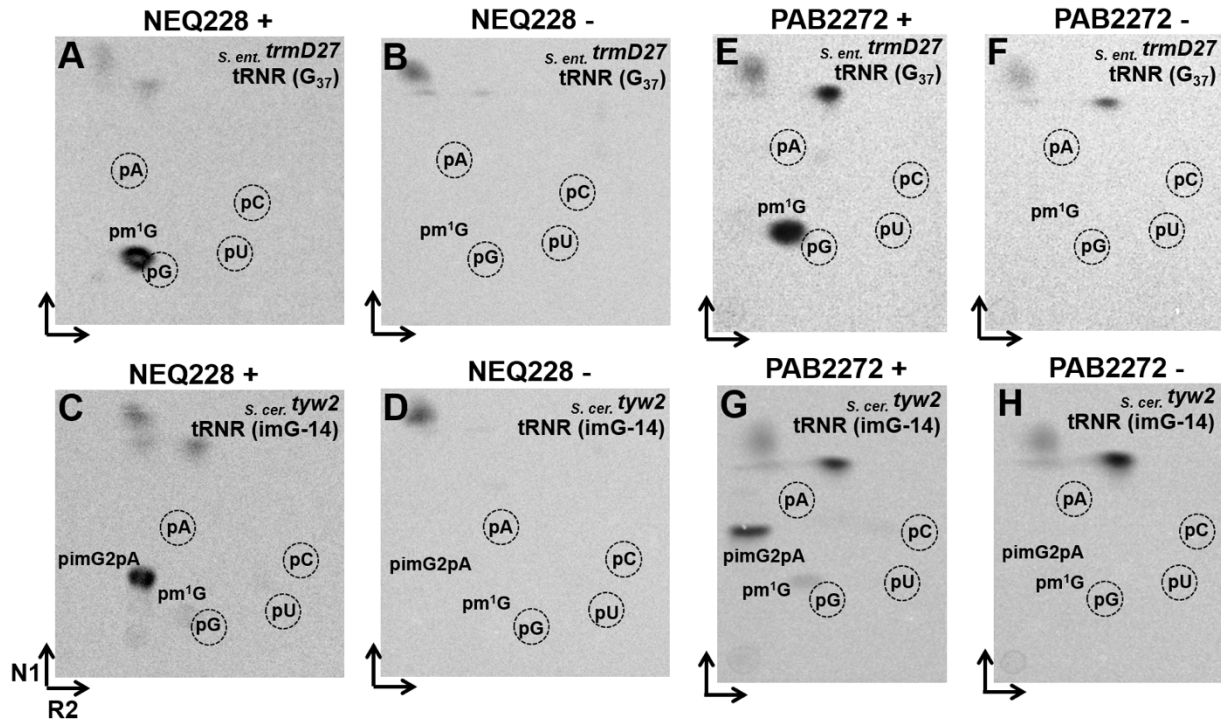 NEQ228 +
A
S. ent. trmD27
tRNR (G37)
pA
pC
pm1G
pU
pG
NEQ228 -
B
S. ent. trmD27
tRNR (G37)
pA
pC
pm1G
pU
pG
PAB2272 +
E
S. ent. trmD27
tRNR (G37)
pA
pC
pm1G
pU
pG
PAB2272 -
F
S. ent. trmD27
tRNR (G37)
pA
pC
pm1G
pU
pG
NEQ228 +
C
S. cer. tyw2
tRNR (imG-14)
pA
pimG2pA
pC
pm1G
pU
pG
N1
R2
NEQ228 -
D
S. cer. tyw2
tRNR (imG-14)
pA
pimG2pA
pC
pm1G
pU
pG
PAB2272 +
G
S. cer. tyw2
tRNR (imG-14)
pA
pC
pimG2pA
pm1G
pU
pG
PAB2272 -
H
S. cer. tyw2
tRNR (imG-14)
pA
pC
pimG2pA
pm1G
pU
pG